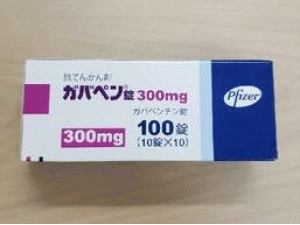 抗てんかん剤
ガバペン錠300mg
ガバペンチン錠
300mg
100錠
(10錠×10)
Pfizer